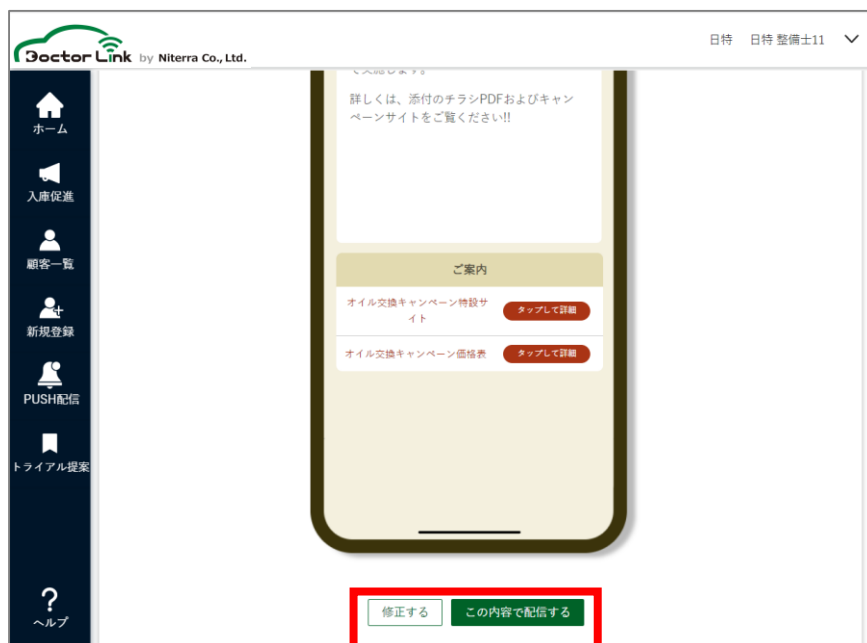 Doctor Link by Niterra Co., Ltd.
日特 日特 整備士11
ホーム
入庫促進
顧客一覧
新規登録
PUSH配信
トライアル提案
?
ヘルプ
で実施します。
詳しくは、添付のチラシPDFおよびキャン
ペーンサイトをご覧ください!!
ご案内
オイル交換キャンペーン特設サ
イト
タップして詳細
オイル交換キャンペーン価格表
タップして詳細
修正する
この内容で配信する